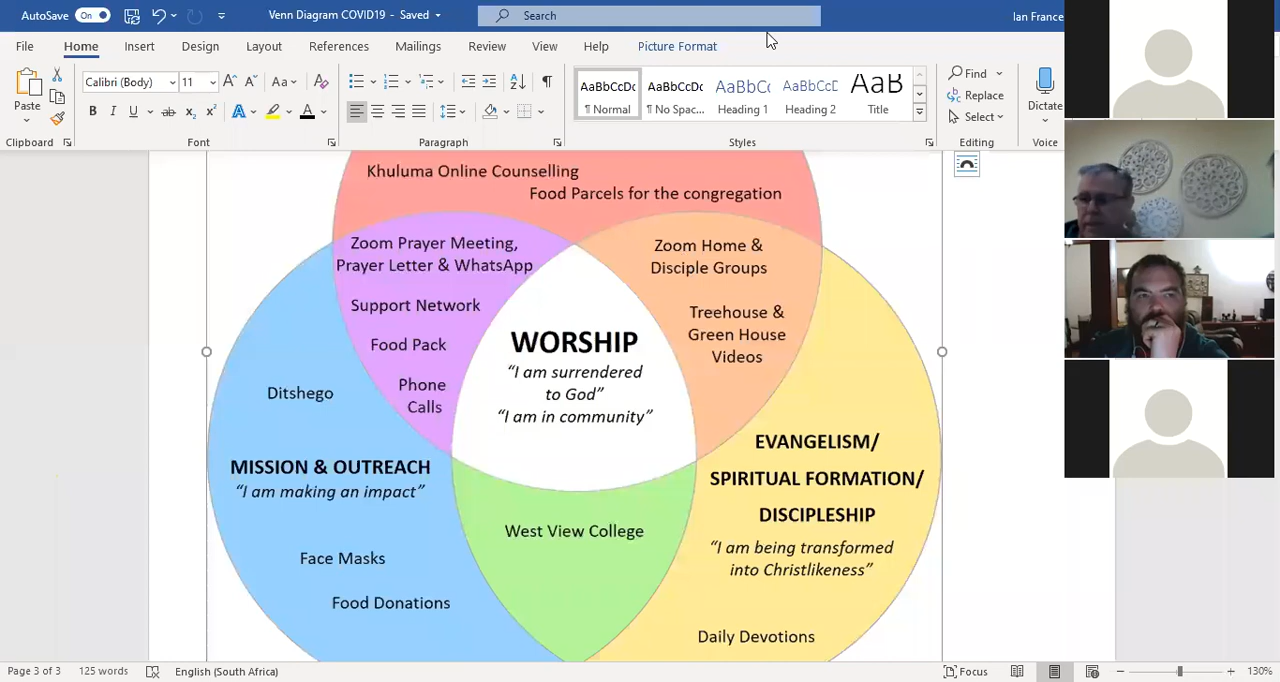 AutoSave On Venn Diagram COVID19 - Saved Search Ian France
File Home Insert Design Layout References Mailings Review View Help Picture Format
Paste
Clipboard
Calibri (Body) 11
Font
Paragraph
AaBbCcDc AaBbCcDc AaBbCc AaBbCcD AaB
¶ Normal ¶ No Spac... Heading 1 Heading 2 Title
Styles
Find
Replace
Select
Editing
Dictate
Voice
Khuluma Online Counselling
Food Parcels for the congregation
Zoom Prayer Meeting,
Prayer Letter & WhatsApp
Support Network
Food Pack
Phone
Calls
Zoom Home &
Disciple Groups
Treehouse &
Green House
Videos
WORSHIP
“I am surrendered
to God”
“I am in community”
Ditshego
MISSION & OUTREACH
“I am making an impact”
Face Masks
Food Donations
West View College
EVANGELISM/
SPIRITUAL FORMATION/
DISCIPLESHIP
“I am being transformed
into Christlikeness”
Daily Devotions
Page 3 of 3 125 words English (South Africa) Focus 130%